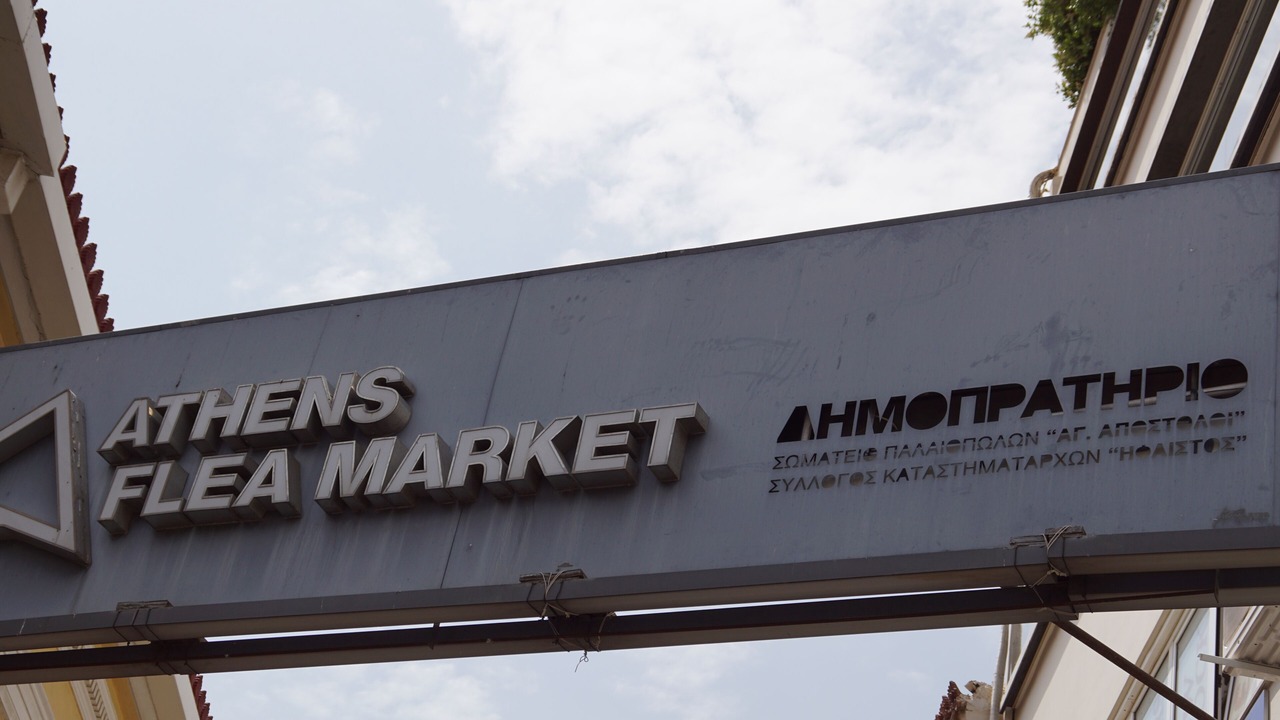 ATHENS
FLEA MARKET
ΔΗΜΟΠΡΑΤΗΡΙΟ
ΣΩΜΑΤΕΙΟ ΠΑΛΑΙΟΠΩΛΩΝ “ΑΓ. ΑΠΟΣΤΟΛΟΙ”
ΣΥΛΛΟΓΟΣ ΚΑΤΑΣΤΗΜΑΤΑΡΧΩΝ “ΗΦΑΙΣΤΟΣ”